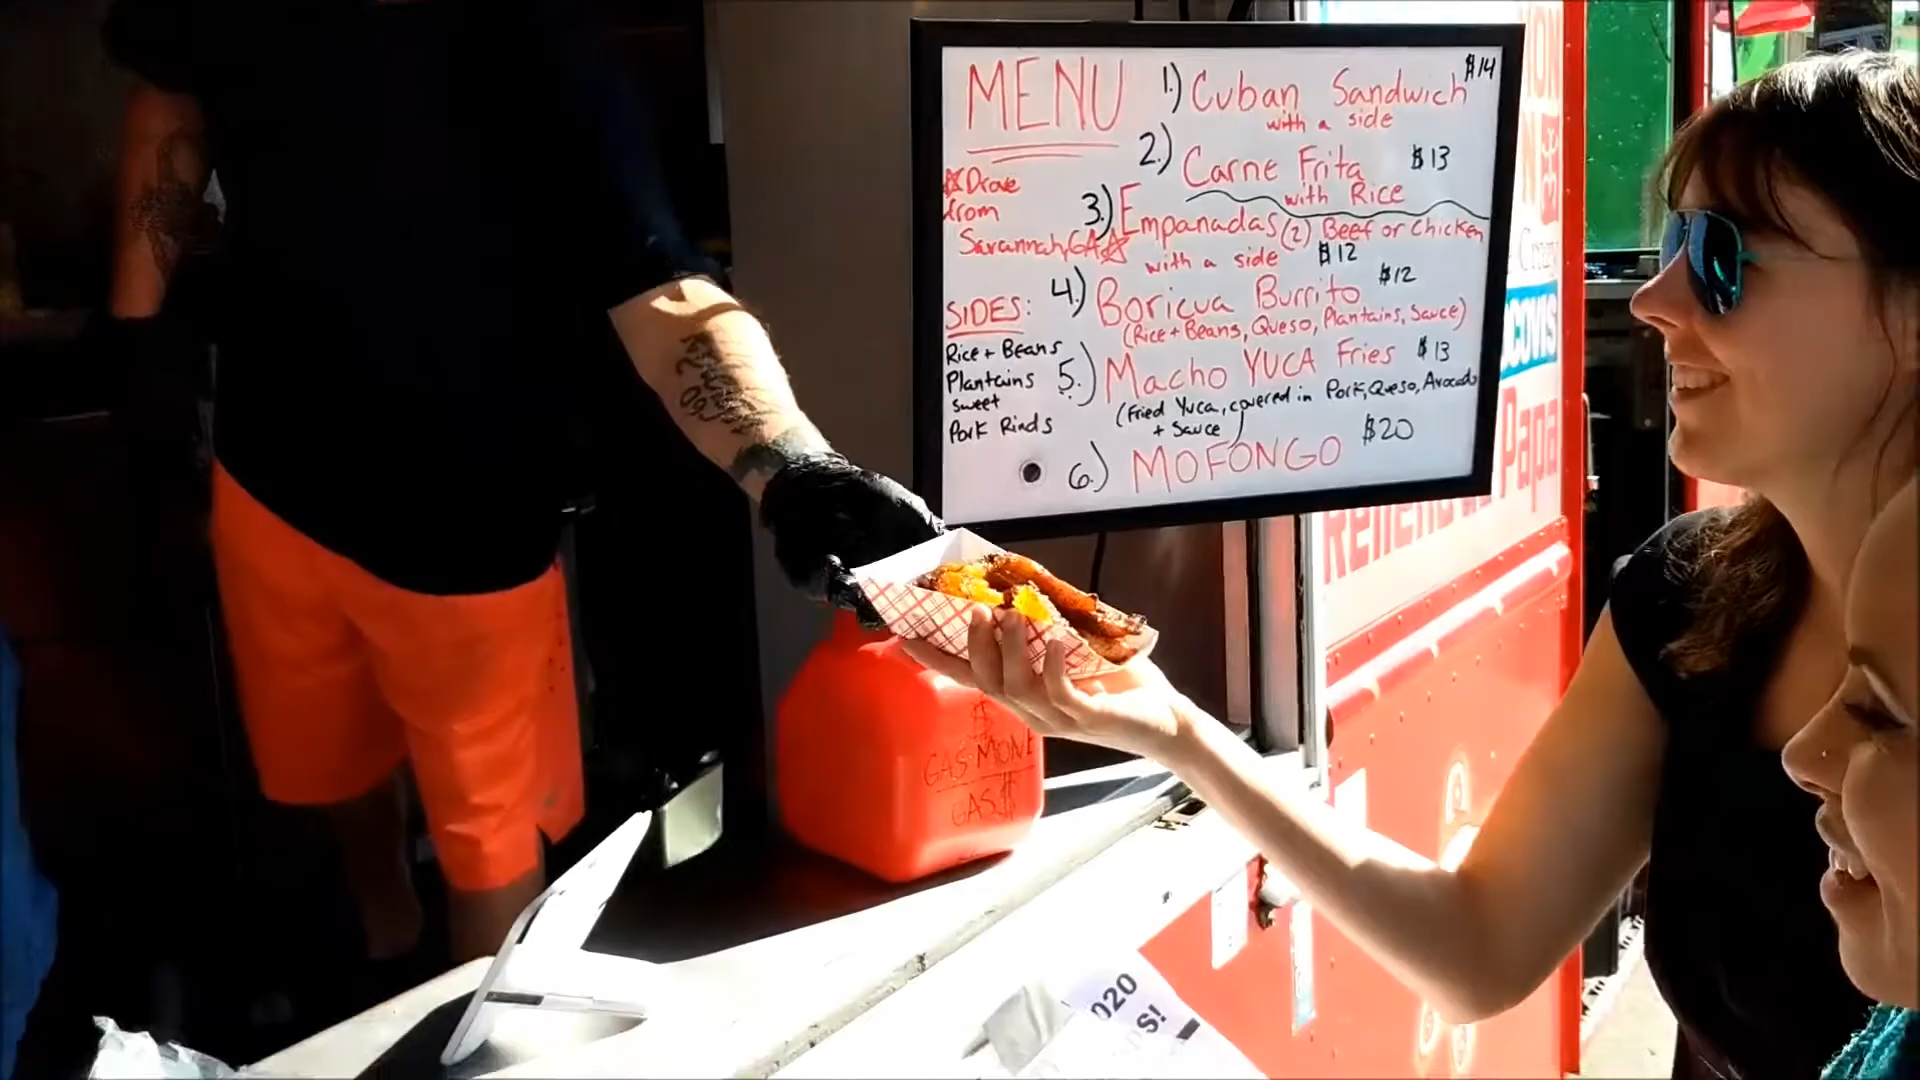 MENU
1.) Cuban Sandwich $14
with a side
2.) Carne Frita $13
with Rice
3.) Empanadas (2) Beef or Chicken
with a side $12
4.) Boricua Burrito $12
(Rice + Beans, Queso, Plantains, Sauce)
5.) Macho YUCA Fries $13
(Fried Yuca, covered in Pork, Queso, Avocado
+ Sauce)
6.) MOFONGO $20
Drove
from
Savannah, GA
SIDES:
Rice + Beans
Plantains
Sweet
Pork Rinds
$
GAS MONE
GAS$
Papa
020
S!